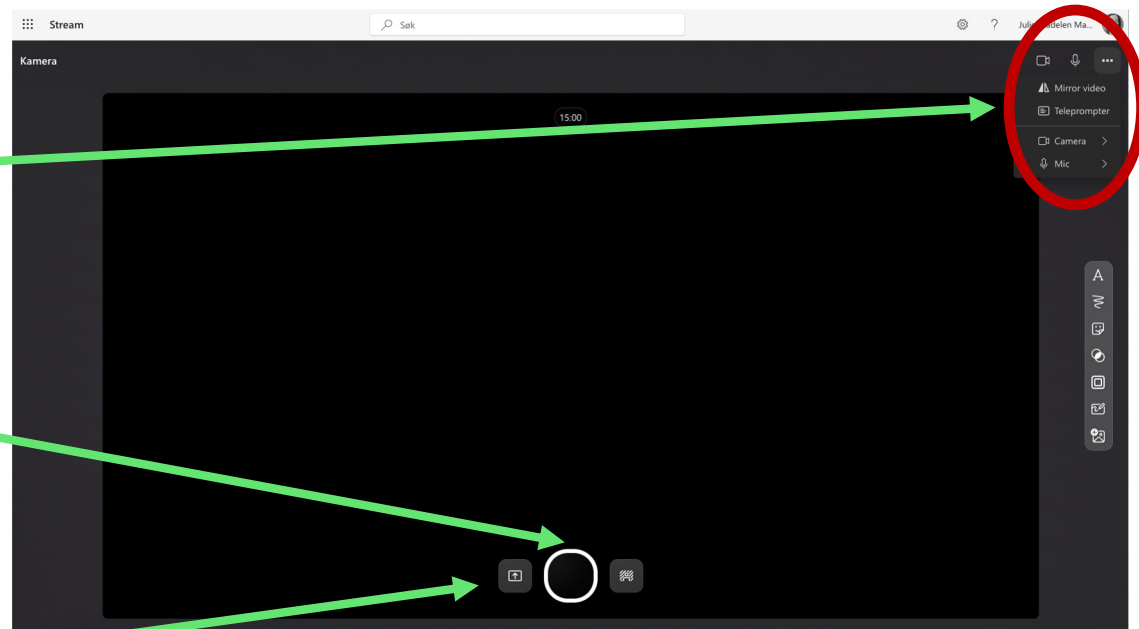 Stream
Søk
?
Kamera
15:00
Mirror video
Teleprompter
Camera
Mic
A